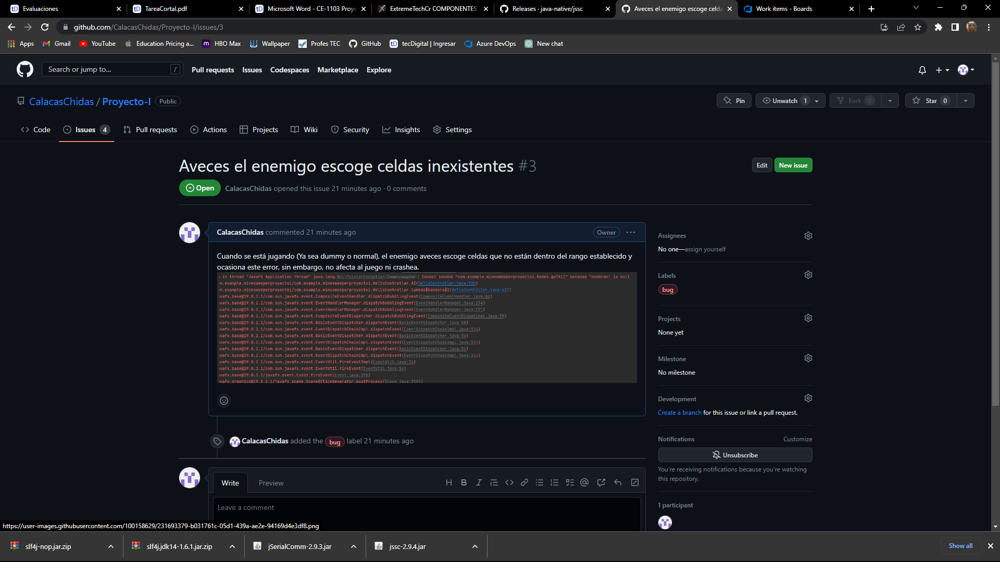 Evaluaciones
TareaCortal.pdf
Microsoft Word - CE-1103 Proye
ExtremeTechCr COMPONENTES
Releases · java-native/jssc
Aveces el enemigo escoge celda
Work items - Boards
github.com/CalacasChidas/Proyecto-I/issues/3
Apps
Gmail
YouTube
Education Pricing a...
HBO Max
Wallpaper
Profes TEC
GitHub
tecDigital | Ingresar
Azure DevOps
New chat
Search or jump to...
/
Pull requests
Issues
Codespaces
Marketplace
Explore
CalacasChidas / Proyecto-I
Public
Pin
Unwatch 1
Fork 0
Star 0
Code
Issues 4
Pull requests
Actions
Projects
Wiki
Security
Insights
Settings
Aveces el enemigo escoge celdas inexistentes #3
Edit
New issue
Open
CalacasChidas opened this issue 21 minutes ago · 0 comments
CalacasChidas commented 21 minutes ago
Owner
Cuando se está jugando (Ya sea dummy o normal), el enemigo aveces escoge celdas que no están dentro del rango establecido y
ocasiona este error, sin embargo, no afecta al juego ni crashea.
in thread "JavaFX Application Thread" java.lang.NullPointerException Create breakpoint : Cannot invoke "com.example.minesweeperproyectoi.Node4.getX()" because "noderan" is null
m.example.minesweeperproyectoi/com.example.minesweeperproyectoi.HelloController.AI(HelloController.java:700)
m.example.minesweeperproyectoi/com.example.minesweeperproyectoi.HelloController.lambda$bandera$2(HelloController.java:627)
vafx.base@19.0.2.1/com.sun.javafx.event.CompositeEventHandler.dispatchBubblingEvent(CompositeEventHandler.java:86)
vafx.base@19.0.2.1/com.sun.javafx.event.EventHandlerManager.dispatchBubblingEvent(EventHandlerManager.java:234)
vafx.base@19.0.2.1/com.sun.javafx.event.EventHandlerManager.dispatchBubblingEvent(EventHandlerManager.java:191)
vafx.base@19.0.2.1/com.sun.javafx.event.CompositeEventDispatcher.dispatchBubblingEvent(CompositeEventDispatcher.java:59)
vafx.base@19.0.2.1/com.sun.javafx.event.BasicEventDispatcher.dispatchEvent(BasicEventDispatcher.java:58)
vafx.base@19.0.2.1/com.sun.javafx.event.EventDispatchChainImpl.dispatchEvent(EventDispatchChainImpl.java:114)
vafx.base@19.0.2.1/com.sun.javafx.event.BasicEventDispatcher.dispatchEvent(BasicEventDispatcher.java:56)
vafx.base@19.0.2.1/com.sun.javafx.event.EventDispatchChainImpl.dispatchEvent(EventDispatchChainImpl.java:114)
vafx.base@19.0.2.1/com.sun.javafx.event.BasicEventDispatcher.dispatchEvent(BasicEventDispatcher.java:56)
vafx.base@19.0.2.1/com.sun.javafx.event.EventDispatchChainImpl.dispatchEvent(EventDispatchChainImpl.java:114)
vafx.base@19.0.2.1/com.sun.javafx.event.EventUtil.fireEventImpl(EventUtil.java:74)
vafx.base@19.0.2.1/com.sun.javafx.event.EventUtil.fireEvent(EventUtil.java:54)
vafx.base@19.0.2.1/javafx.event.Event.fireEvent(Event.java:198)
vafx.graphics@19.0.2.1/javafx.scene.Scene$ClickGenerator.postProcess(Scene.java:3599)
CalacasChidas added the bug label 21 minutes ago
Write
Preview
Leave a comment
Assignees
No one—assign yourself
Labels
bug
Projects
None yet
Milestone
No milestone
Development
Create a branch for this issue or link a pull request.
Notifications
Customize
Unsubscribe
You're receiving notifications because you're watching
this repository.
1 participant
https://user-images.githubusercontent.com/100158629/231693379-b031761c-05d1-439a-ae2e-94169d4e3df8.png
slf4j-nop.jar.zip
slf4j.jdk14-1.6.1.jar.zip
jSerialComm-2.9.3.jar
jssc-2.9.4.jar
Show all